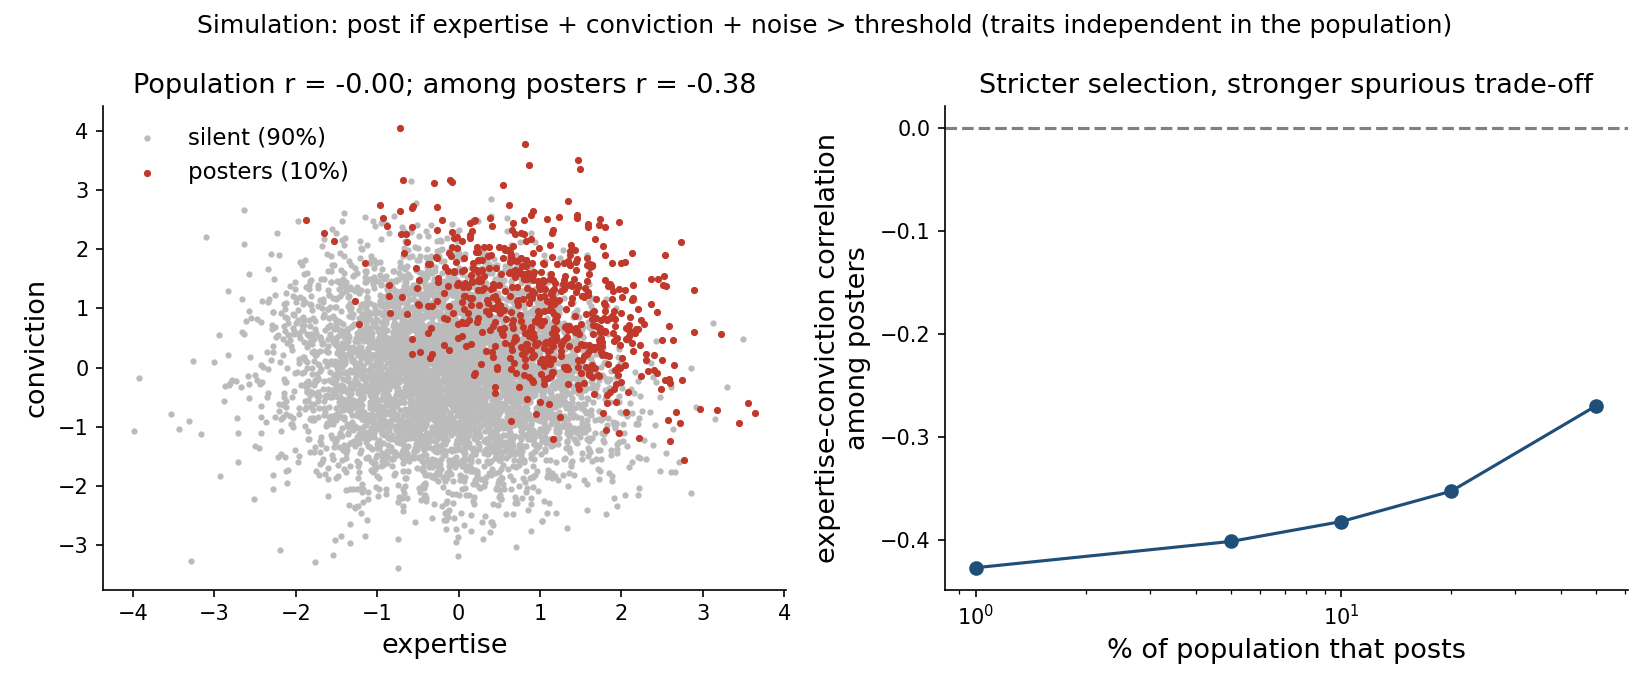 Simulation: post if expertise + conviction + noise > threshold (traits independent in the population)
Population r = -0.00; among posters r = -0.38
4
3
2
1
0
−1
−2
−3
conviction
silent (90%)
posters (10%)
−4
−3
−2
−1
0
1
2
3
4
expertise
Stricter selection, stronger spurious trade-off
0.0
−0.1
−0.2
−0.3
−0.4
expertise-conviction correlation
among posters
10⁰
10¹
% of population that posts